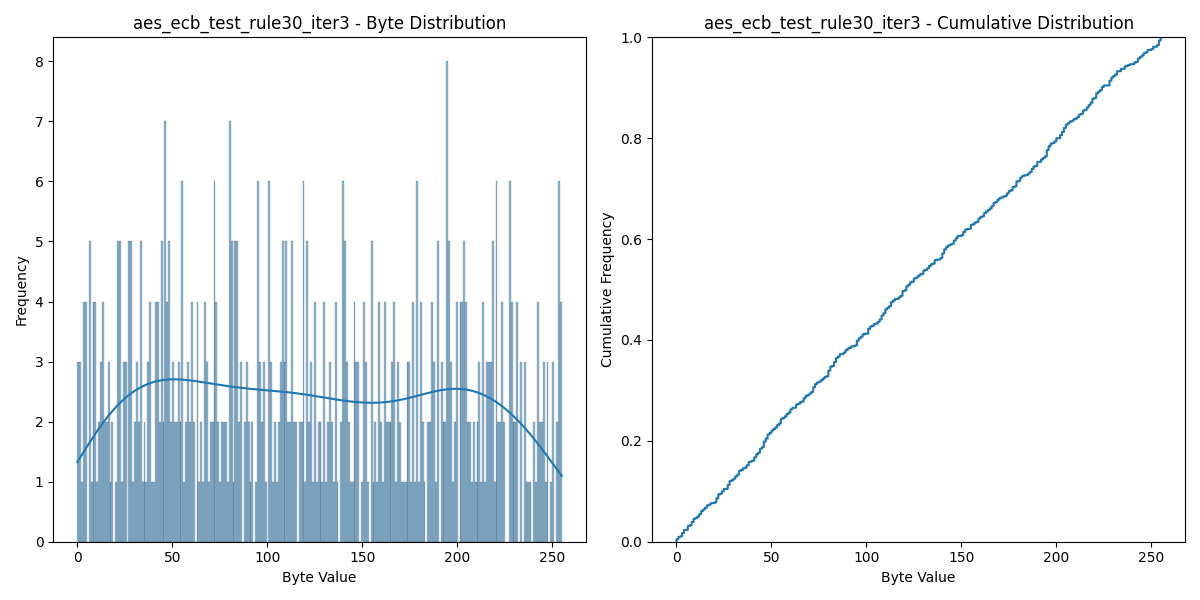 aes_ecb_test_rule30_iter3 - Byte Distribution
Frequency
8
7
6
5
4
3
2
1
0
0 50 100 150 200 250
Byte Value
aes_ecb_test_rule30_iter3 - Cumulative Distribution
Cumulative Frequency
1.0
0.8
0.6
0.4
0.2
0.0
0 50 100 150 200 250
Byte Value